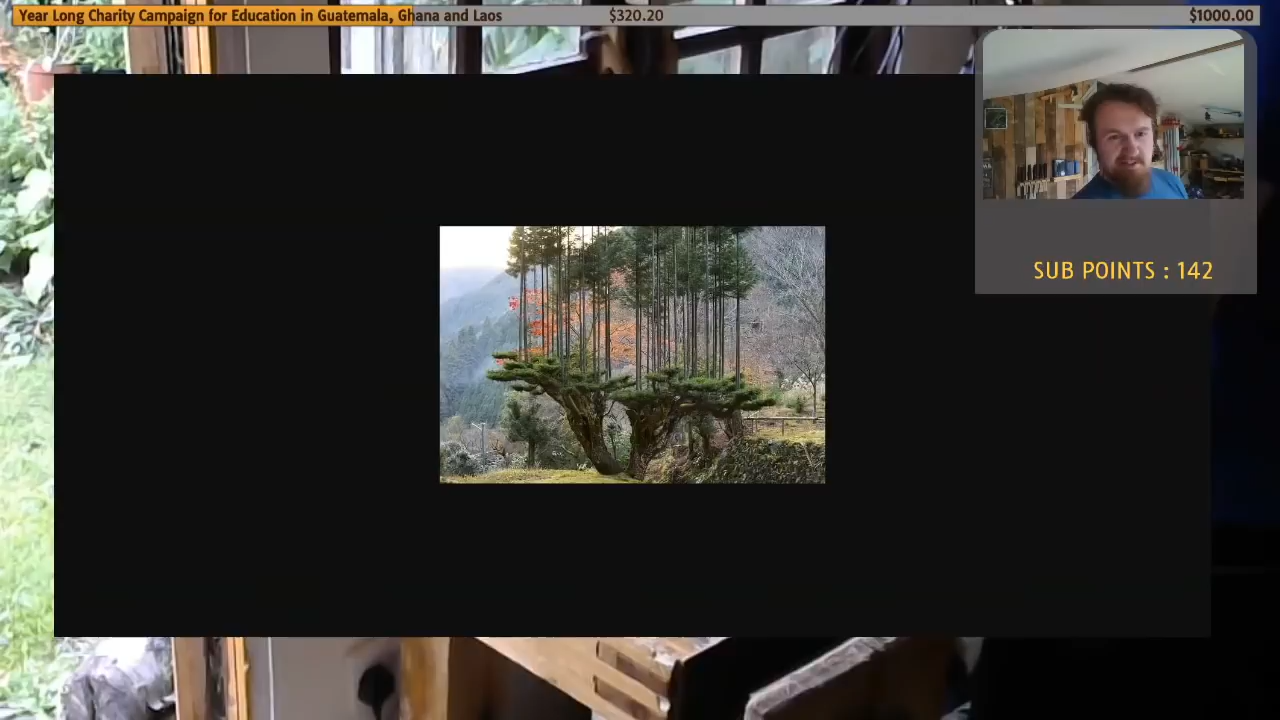 Year Long Charity Campaign for Education in Guatemala, Ghana and Laos $320.20 $1000.00
SUB POINTS : 142